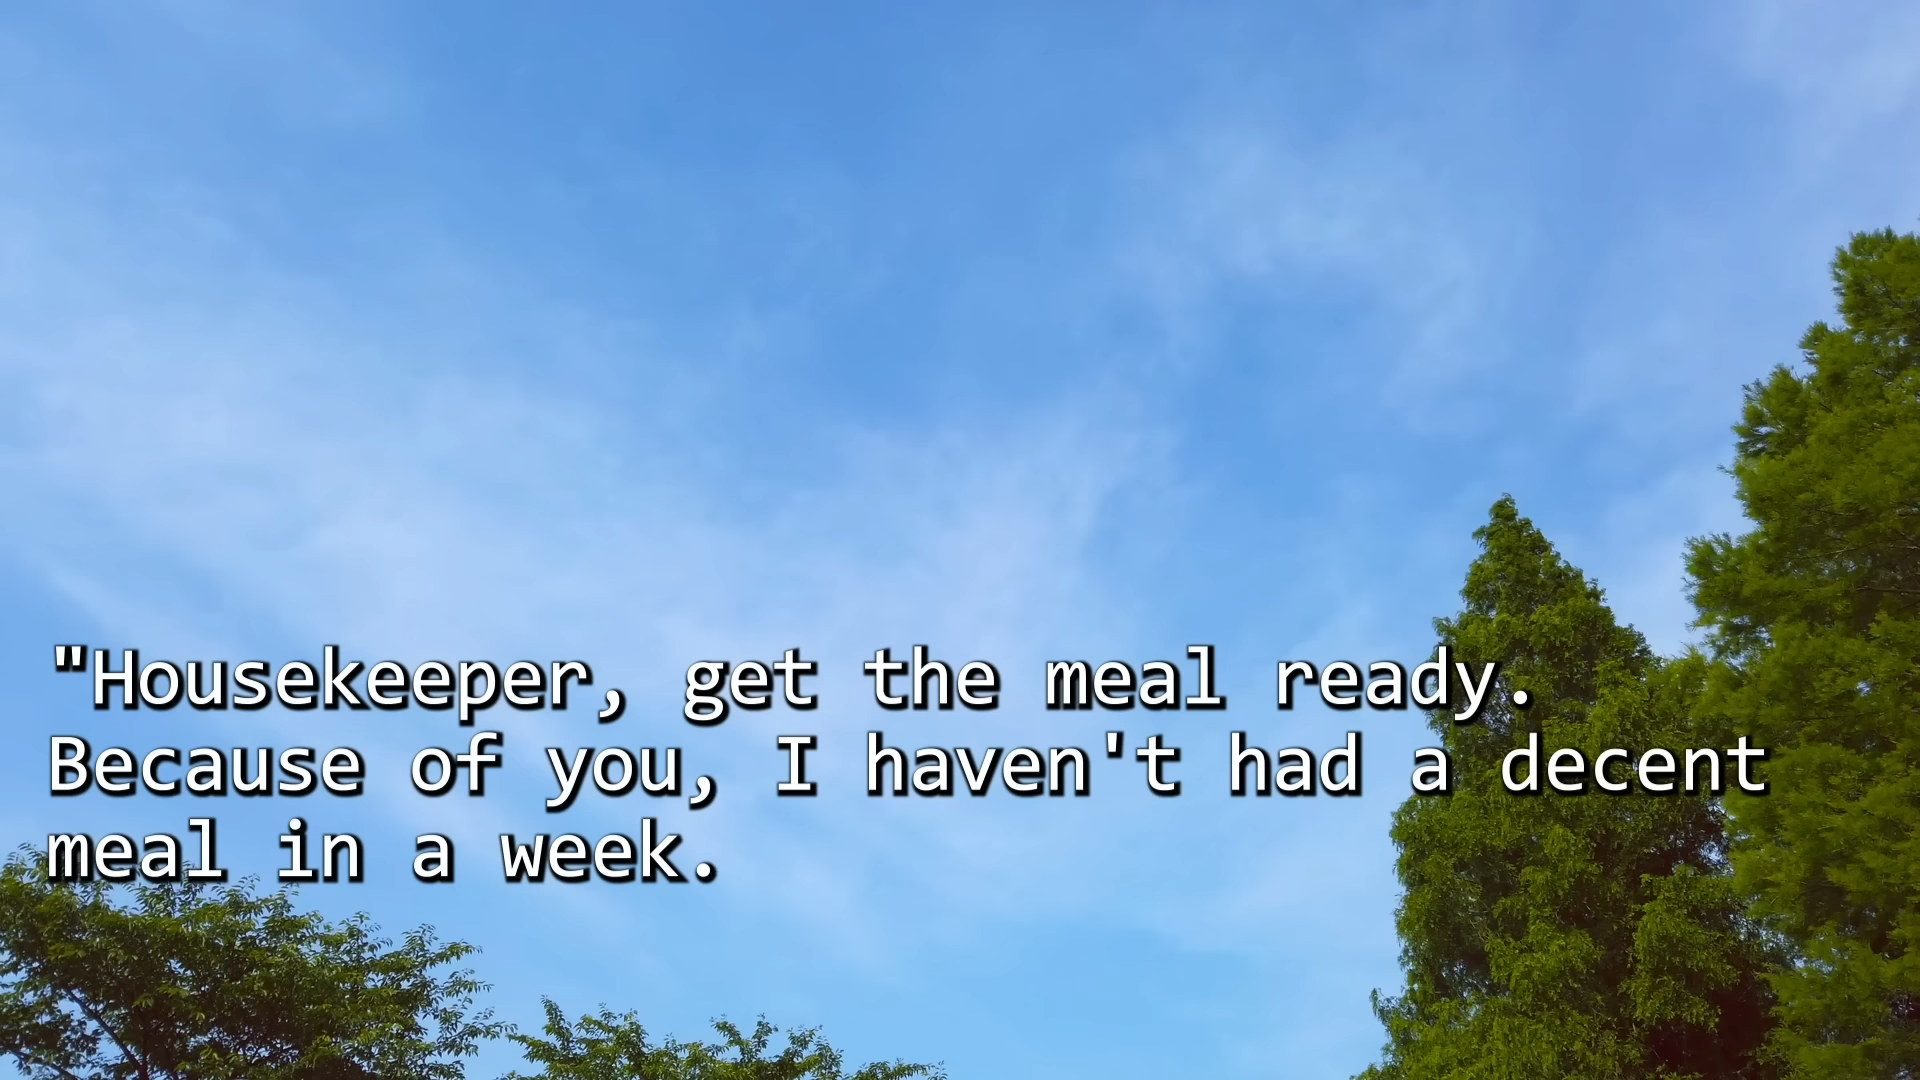 "Housekeeper, get the meal ready.
Because of you, I haven't had a decent
meal in a week.